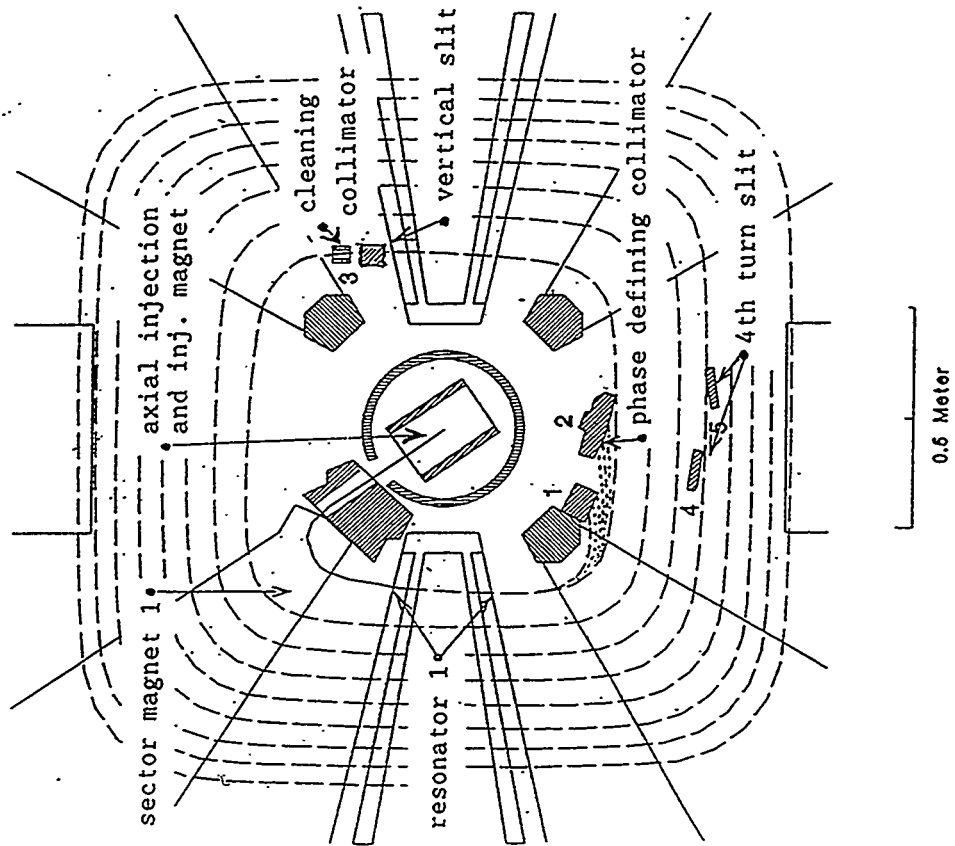 sector magnet 1
axial injection
and inj. magnet
cleaning
collimator
vertical slit
3
resonator 1
1
2
phase defining collimator
4
5
4th turn slit
0.5 Meter